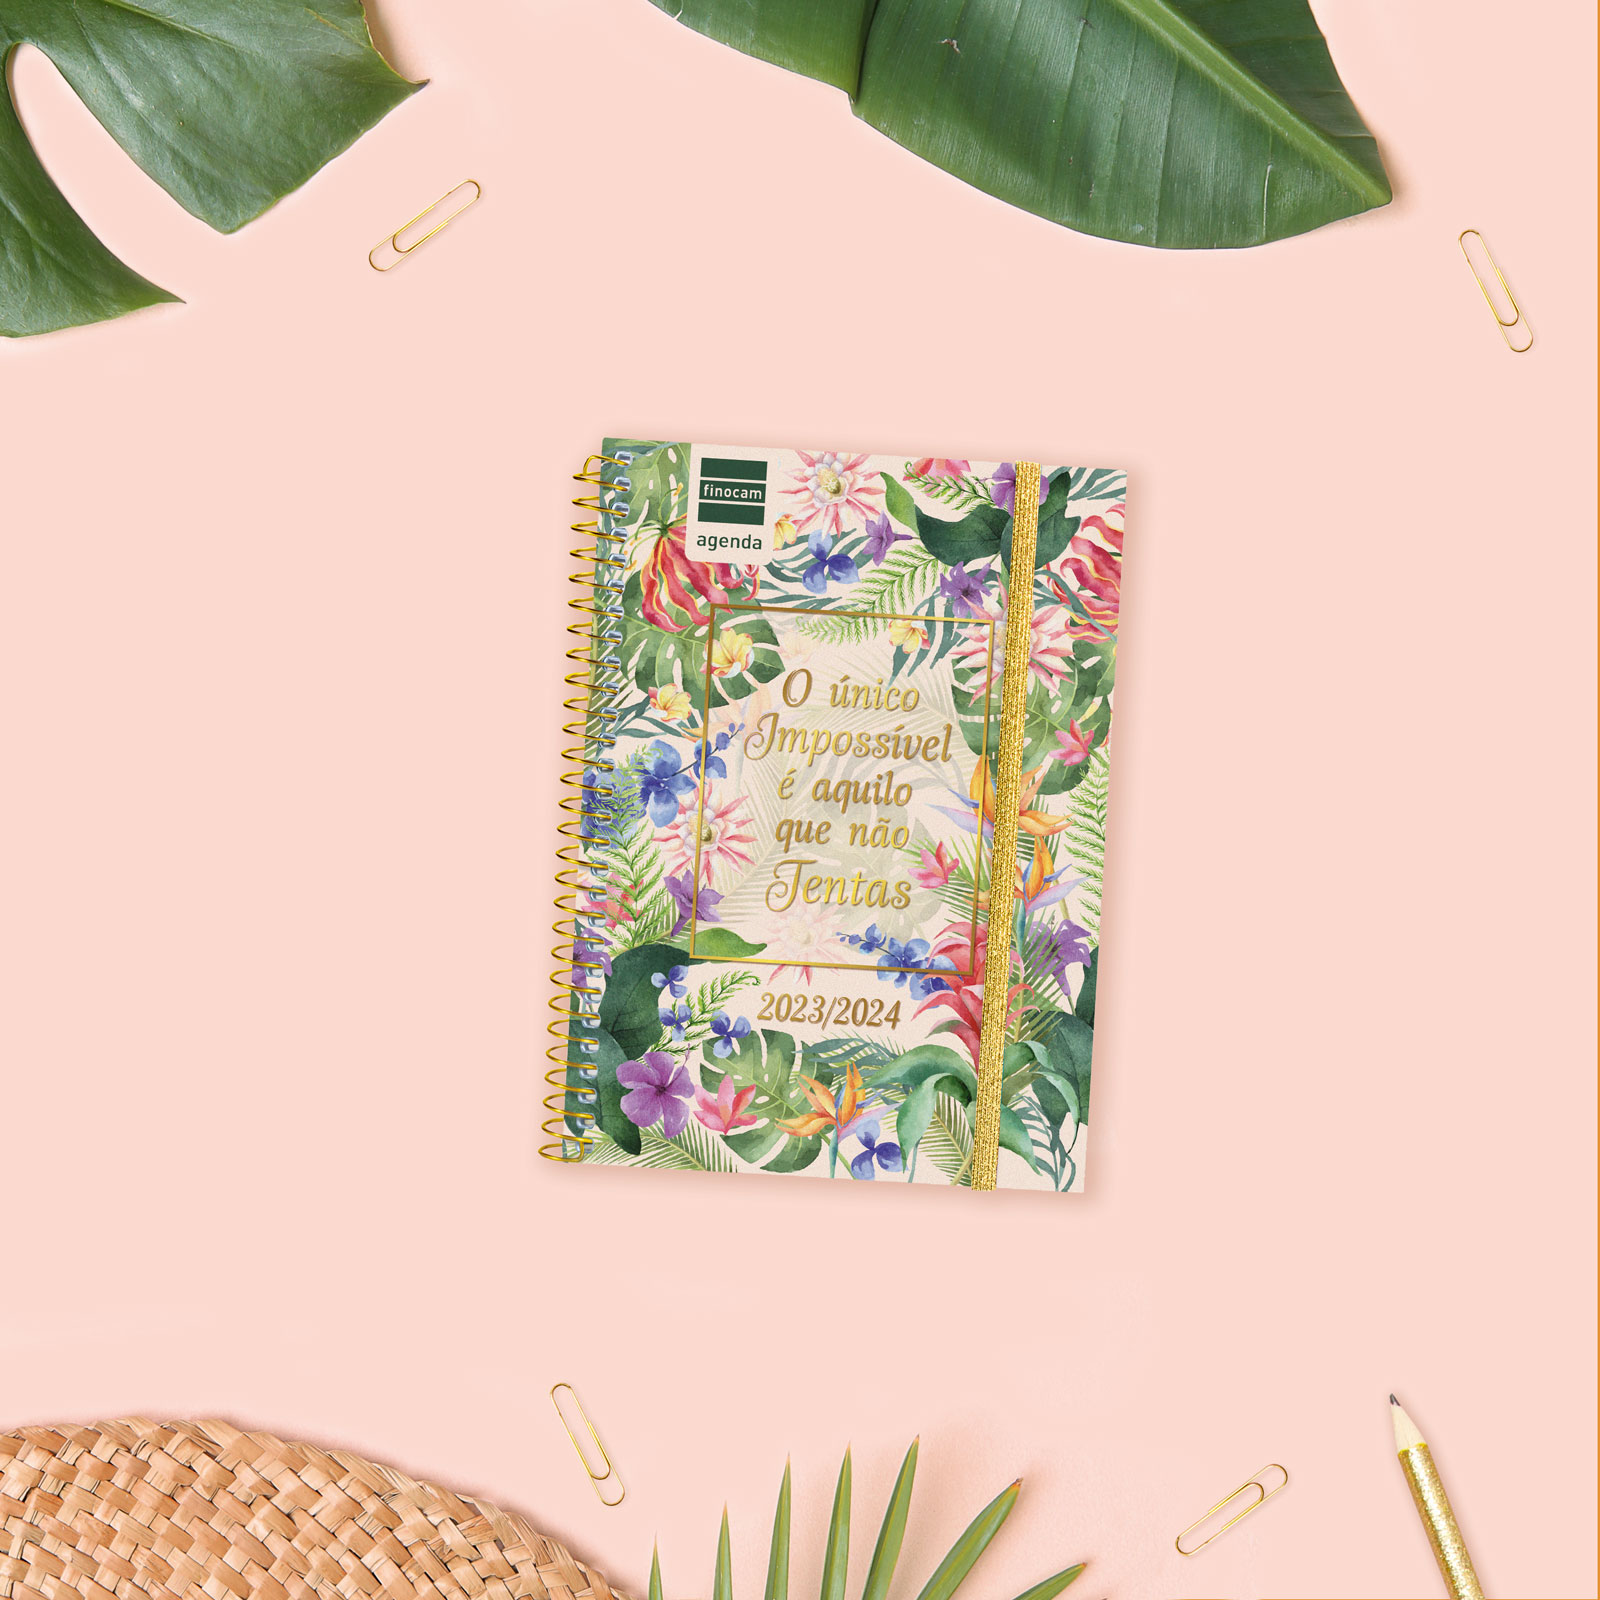 finocam
agenda
O único
Impossível
é aquilo
que não
Tentas
2023/2024